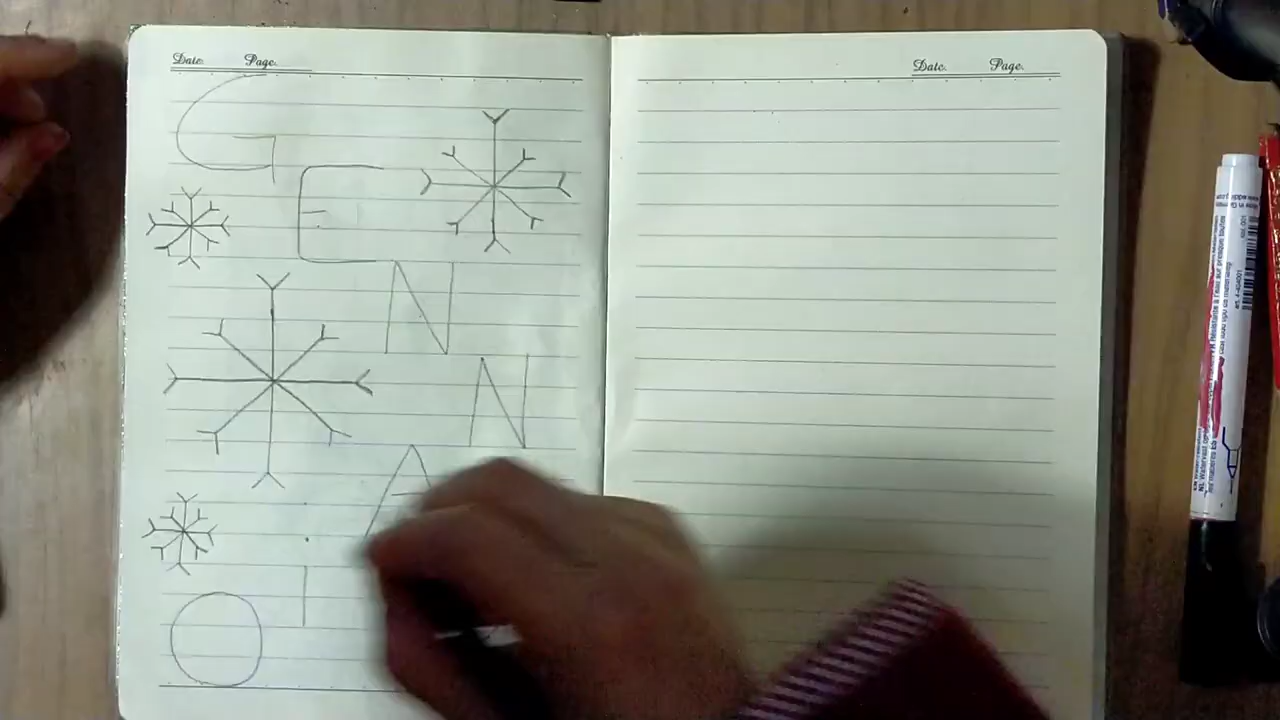 Date. Page.
Date. Page.
G
E
N
N
A
I
O